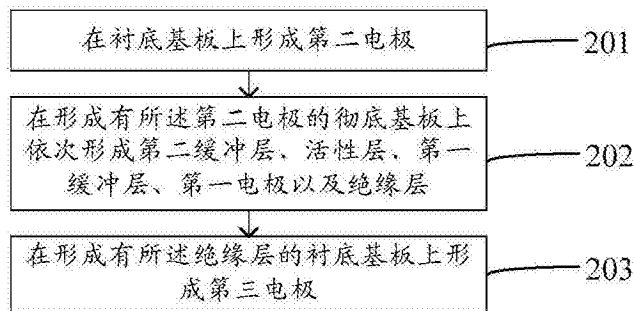 在衬底基板上形成第二电极
201
在形成有所述第二电极的彻底基板上
依次形成第二缓冲层、活性层、第一
缓冲层、第一电极以及绝缘层
202
在形成有所述绝缘层的衬底基板上形
成第三电极
203